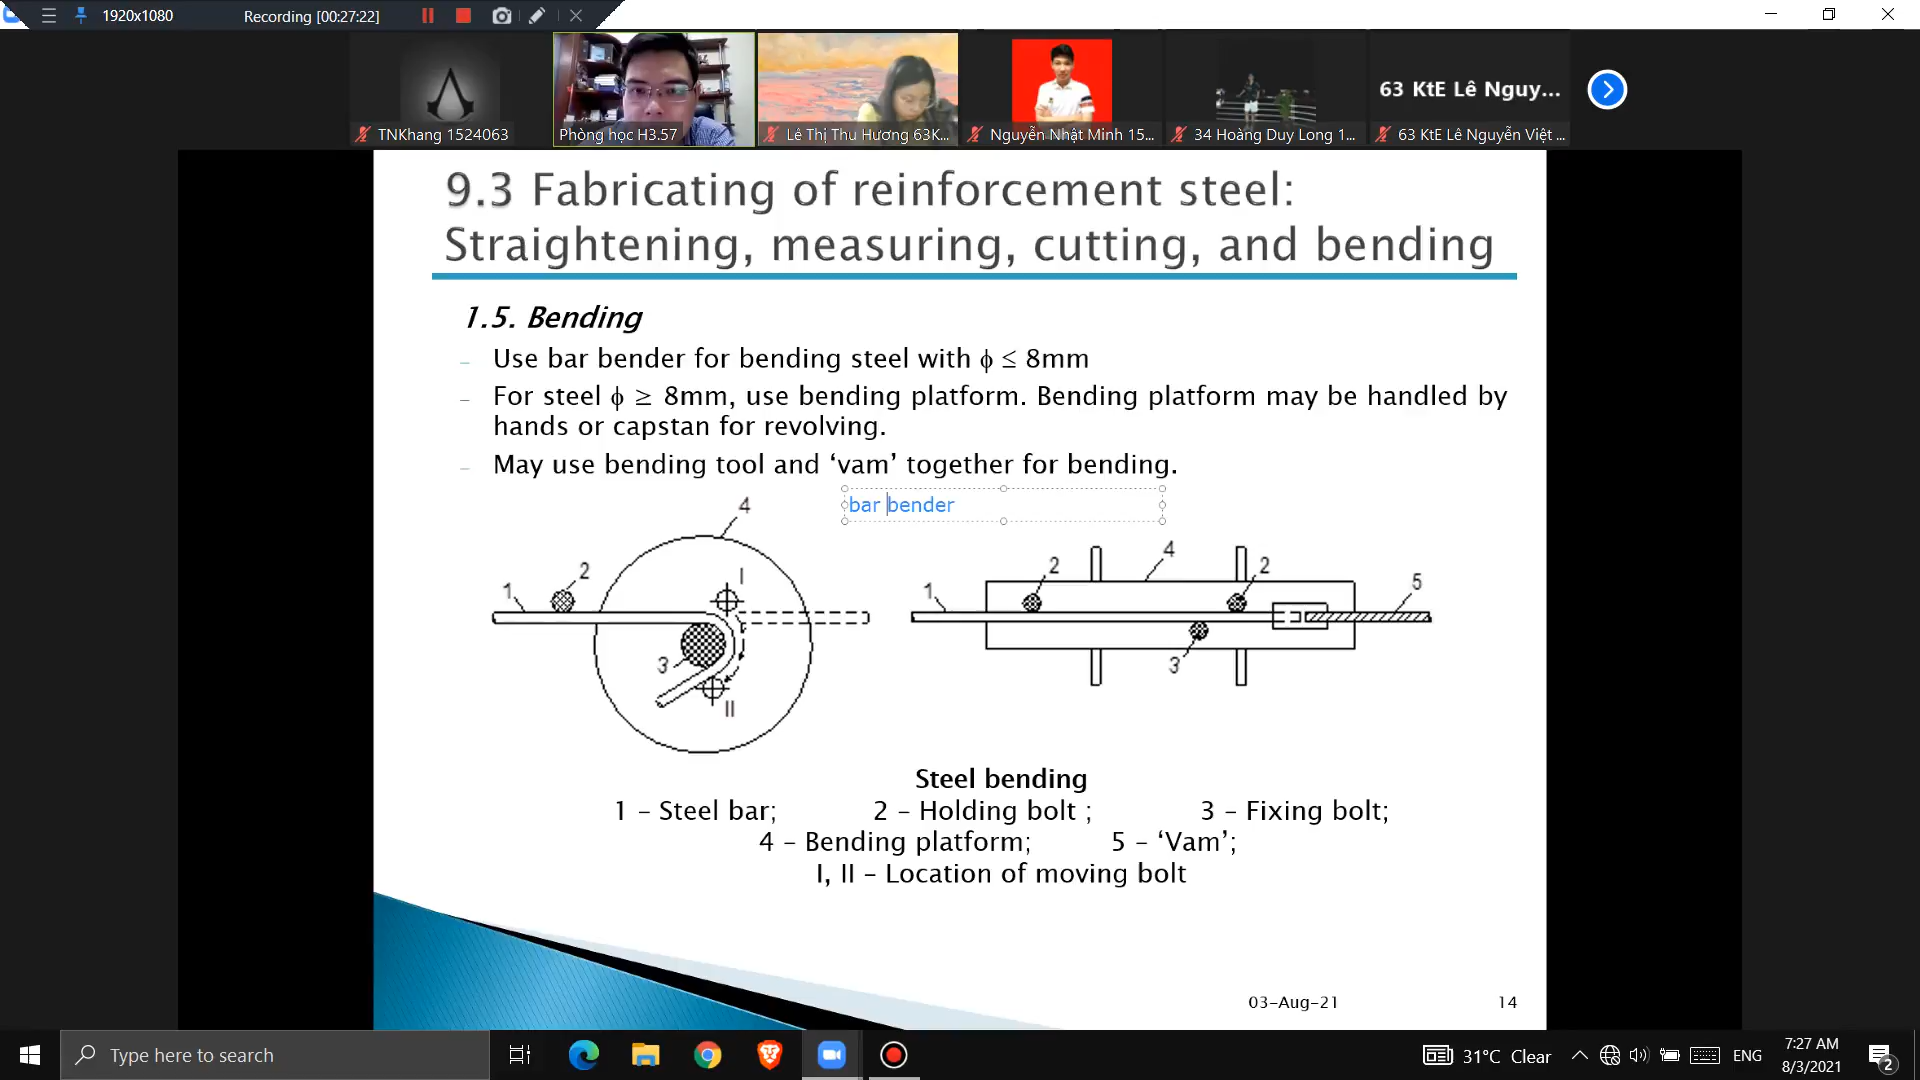 1920x1080
Recording [00:27:22]
63 KtE Lê Nguy...
TNKhang 1524063
Phòng học H3.57
Lê Thị Thu Hương 63K...
Nguyễn Nhật Minh 15...
34 Hoàng Duy Long 1...
63 KtE Lê Nguyễn Việt ...
9.3 Fabricating of reinforcement steel:
Straightening, measuring, cutting, and bending
1.5. Bending
– Use bar bender for bending steel with ϕ ≤ 8mm
– For steel ϕ ≥ 8mm, use bending platform. Bending platform may be handled by
hands or capstan for revolving.
– May use bending tool and ‘vam’ together for bending.
bar bender
4
1
2
I
3
II
1
2
4
2
5
3
Steel bending
1 – Steel bar; 2 – Holding bolt ; 3 – Fixing bolt;
4 – Bending platform; 5 – ‘Vam’;
I, II – Location of moving bolt
03-Aug-21
14
Type here to search
31°C Clear
ENG
7:27 AM
8/3/2021
2